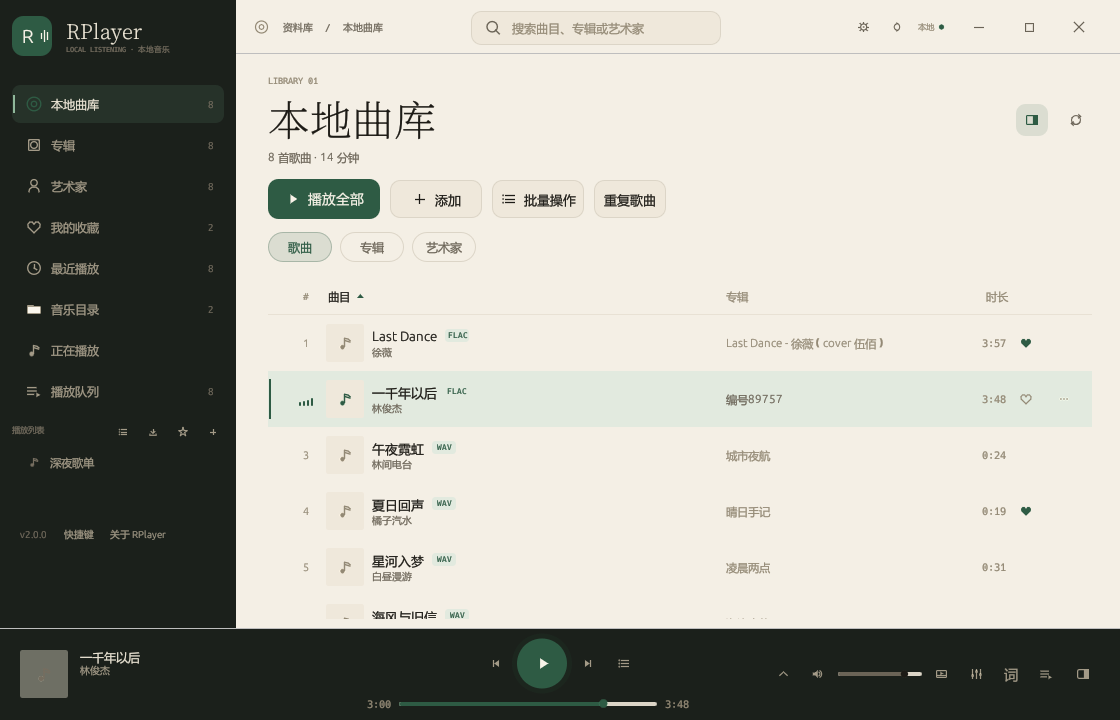 R
RPlayer
LOCAL LISTENING · 本地音乐
本地曲库 8
专辑 8
艺术家 8
我的收藏 2
最近播放 8
音乐目录 2
正在播放
播放队列 8
播放列表
深夜歌单
v2.0.0 快捷键 关于 RPlayer
资料库 / 本地曲库
搜索曲目、专辑或艺术家
本地
LIBRARY 01
本地曲库
8 首歌曲 · 14 分钟
播放全部 添加 批量操作 重复歌曲
歌曲 专辑 艺术家
# 曲目 专辑 时长
1 Last Dance FLAC Last Dance - 徐薇 ( cover 伍佰 ) 3:57
徐薇
一千年以后 FLAC 编号89757 3:48
林俊杰
3 午夜霓虹 WAV 城市夜航 0:24
林间电台
夏日回声 WAV 晴日手记 0:19
4 橘子汽水
5 星河入梦 WAV 凌晨两点 0:31
白昼漫游
海风与旧信 WAV
一千年以后
林俊杰
3:00 3:48
词